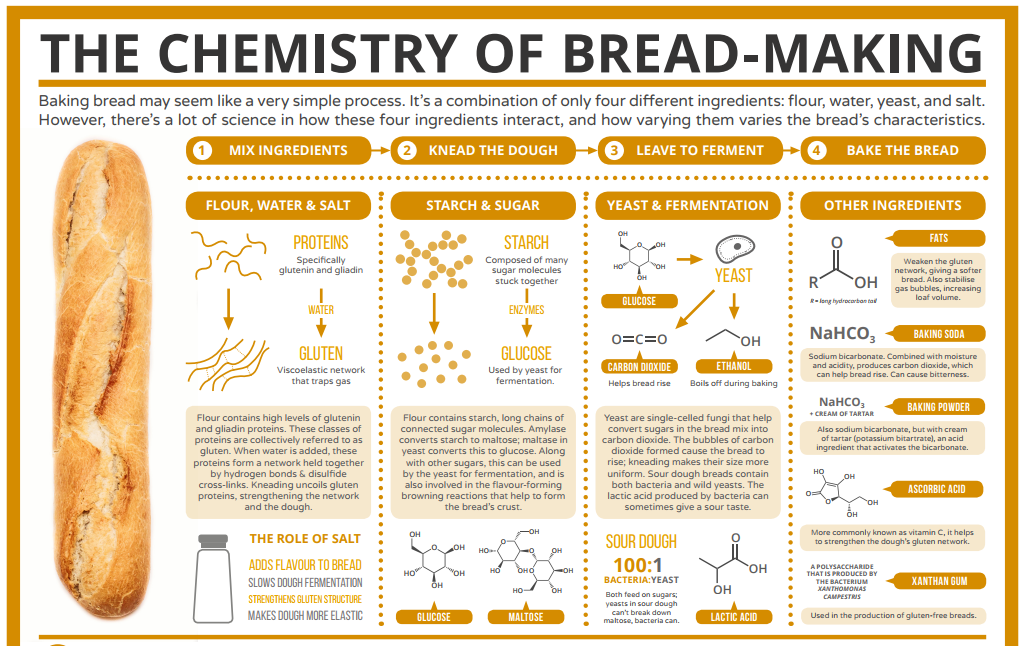 THE CHEMISTRY OF BREAD-MAKING
Baking bread may seem like a very simple process. It's a combination of only four different ingredients: flour, water, yeast, and salt.
However, there's a lot of science in how these four ingredients interact, and how varying them varies the bread's characteristics.
1 MIX INGREDIENTS
2 KNEAD THE DOUGH
3 LEAVE TO FERMENT
4 BAKE THE BREAD
FLOUR, WATER & SALT
PROTEINS
Specifically
glutenin and gliadin
WATER
GLUTEN
Viscoelastic network
that traps gas
Flour contains high levels of glutenin
and gliadin proteins. These classes of
proteins are collectively referred to as
gluten. When water is added, these
proteins form a network held together
by hydrogen bonds & disulfide
cross-links. Kneading uncoils gluten
proteins, strengthening the network
and the dough.
THE ROLE OF SALT
ADDS FLAVOUR TO BREAD
SLOWS DOUGH FERMENTATION
STRENGTHENS GLUTEN STRUCTURE
MAKES DOUGH MORE ELASTIC
STARCH & SUGAR
STARCH
Composed of many
sugar molecules
stuck together
ENZYMES
GLUCOSE
Used by yeast for
fermentation.
Flour contains starch, long chains of
connected sugar molecules. Amylase
converts starch to maltose; maltase in
yeast converts this to glucose. Along
with other sugars, this can be used
by the yeast for fermentation, and is
also involved in the flavour-forming
browning reactions that help to form
the bread's crust.
OH
O
OH
HO
OH
OH
GLUCOSE
OH
O
OH
HO
OH
OH
O
O
OH
HO
OH
OH
MALTOSE
YEAST & FERMENTATION
OH
O
OH
HO
OH
OH
GLUCOSE
YEAST
O=C=O
CARBON DIOXIDE
Helps bread rise
OH
ETHANOL
Boils off during baking
Yeast are single-celled fungi that help
convert sugars in the bread mix into
carbon dioxide. The bubbles of carbon
dioxide formed cause the bread to
rise; kneading makes their size more
uniform. Sour dough breads contain
both bacteria and wild yeasts. The
lactic acid produced by bacteria can
sometimes give a sour taste.
SOUR DOUGH
100:1
BACTERIA:YEAST
Both feed on sugars;
yeasts in sour dough
can't break down
maltose, bacteria can.
O
OH
OH
LACTIC ACID
OTHER INGREDIENTS
O
R
OH
R = long hydrocarbon tail
FATS
Weaken the gluten
network, giving a softer
bread. Also stabilise
gas bubbles, increasing
loaf volume.
NaHCO3
BAKING SODA
Sodium bicarbonate. Combined with moisture
and acidity, produces carbon dioxide, which
can help bread rise. Can cause bitterness.
NaHCO3
+ CREAM OF TARTAR
BAKING POWDER
Also sodium bicarbonate, but with cream
of tartar (potassium bitartrate), an acid
ingredient that activates the bicarbonate.
HO
OH
O
O
OH
OH
ASCORBIC ACID
More commonly known as vitamin C, it helps
to strengthen the dough's gluten network.
A POLYSACCHARIDE
THAT IS PRODUCED BY
THE BACTERIUM
XANTHOMONAS
CAMPESTRIS
XANTHAN GUM
Used in the production of gluten-free breads.